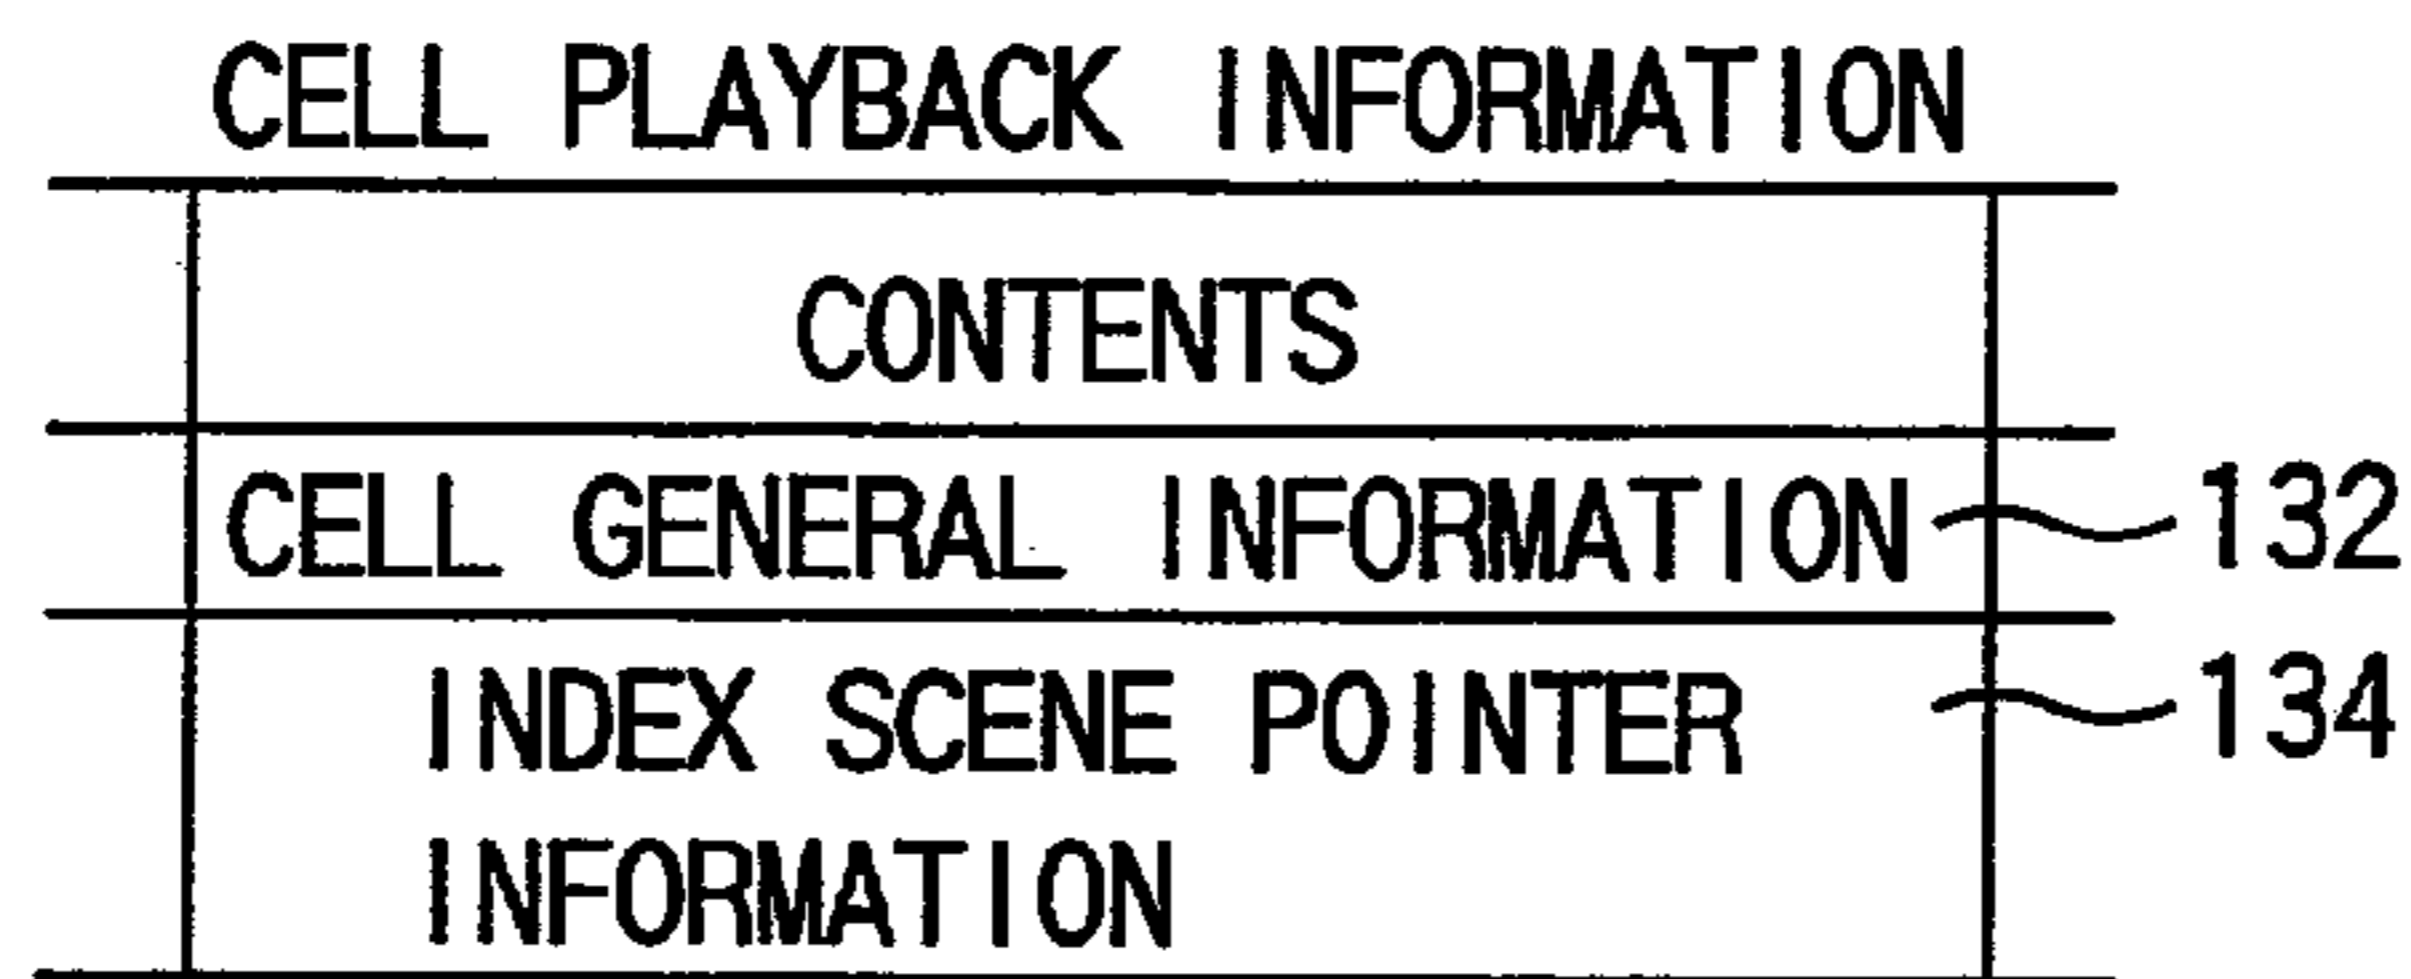 CELL PLAYBACK INFORMATION
CONTENTS
CELL GENERAL INFORMATION 132
INDEX SCENE POINTER 134
INFORMATION